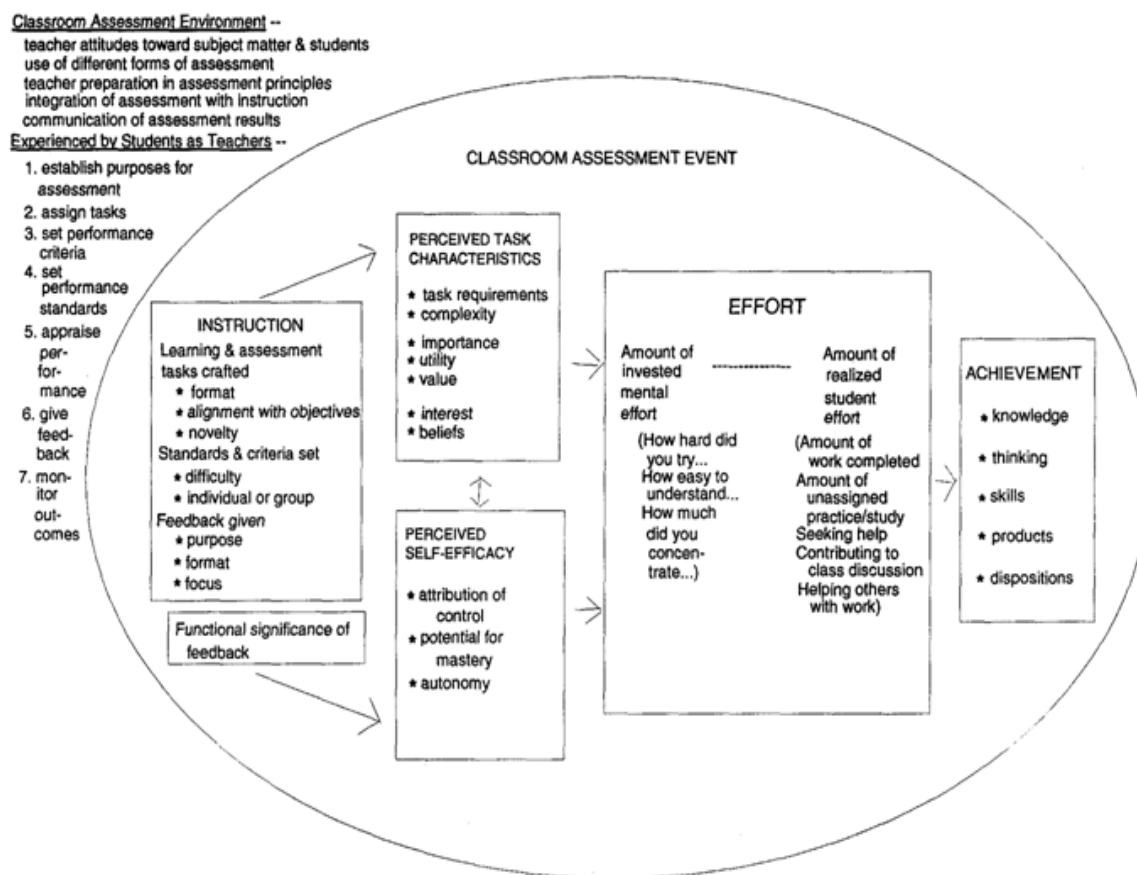 Classroom Assessment Environment --
teacher attitudes toward subject matter & students
use of different forms of assessment
teacher preparation in assessment principles
integration of assessment with instruction
communication of assessment results
Experienced by Students as Teachers --
1. establish purposes for
assessment
2. assign tasks
3. set performance
criteria
4. set
performance
standards
5. appraise
per-
for-
mance
6. give
feed-
back
7. mon-
itor
out-
comes
CLASSROOM ASSESSMENT EVENT
INSTRUCTION
Learning & assessment
tasks crafted
* format
* alignment with objectives
* novelty
Standards & criteria set
* difficulty
* individual or group
Feedback given
* purpose
* format
* focus
Functional significance of
feedback
PERCEIVED TASK
CHARACTERISTICS
* task requirements
* complexity
* importance
* utility
* value
* interest
* beliefs
PERCEIVED
SELF-EFFICACY
* attribution of
control
* potential for
mastery
* autonomy
EFFORT
Amount of
invested
mental
effort
(How hard did
you try...
How easy to
understand...
How much
did you
concen-
trate...)
Amount of
realized
student
effort
(Amount of
work completed
Amount of
unassigned
practice/study
Seeking help
Contributing to
class discussion
Helping others
with work)
ACHIEVEMENT
* knowledge
* thinking
* skills
* products
* dispositions